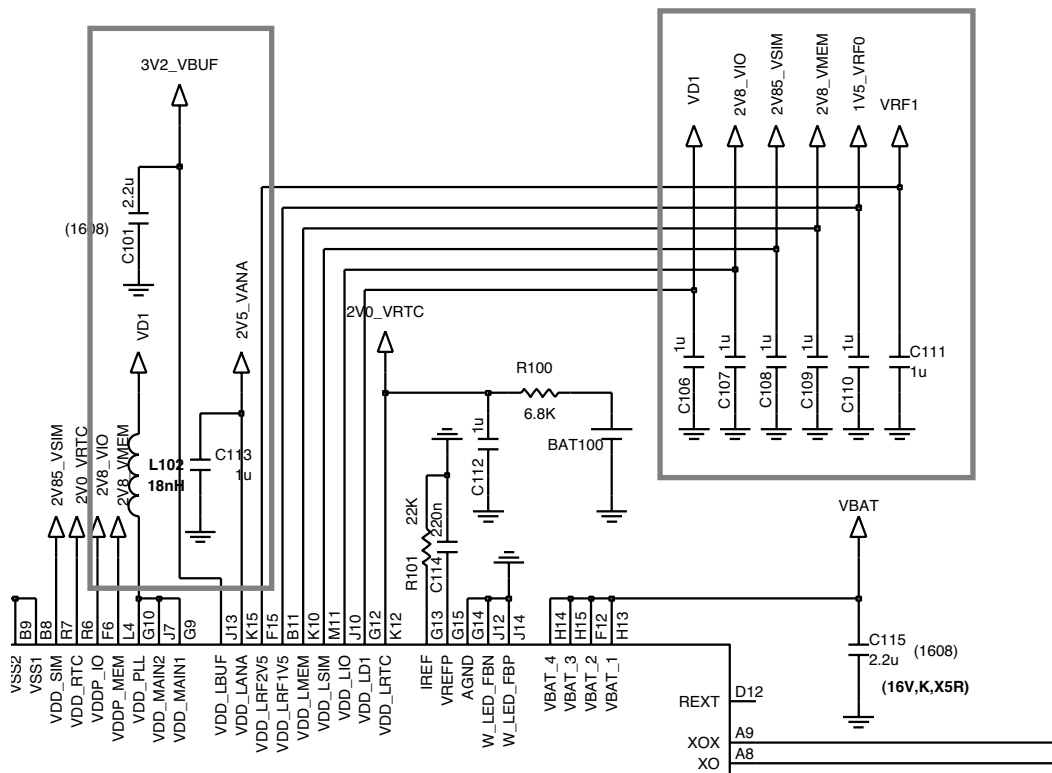 3V2_VBUF
VD1
2V8_VIO
2V85_VSIM
2V8_VMEM
1V5_VRF0
VRF1
2.2u
(1608)
C101
VD1
2V5_VANA
2V0_VRTC
R100
6.8K
BAT100
1u
C112
1u
C106
1u
C107
1u
C108
1u
C109
1u
C110
C111
1u
2V85_VSIM
2V0_VRTC
2V8_VIO
2V8_VMEM
L102
18nH
C113
1u
22K
R101
220n
C114
VBAT
C115
2.2u
(1608)
(16V,K,X5R)
B9
B8
R7
R6
F6
L4
G10
J7
G9
J13
K15
F15
B11
K10
M11
J10
G12
K12
G13
G15
G14
J12
J14
H14
H15
F12
H13
VSS2
VSS1
VDD_SIM
VDD_RTC
VDDP_IO
VDDP_MEM
VDD_PLL
VDD_MAIN2
VDD_MAIN1
VDD_LBUF
VDD_LANA
VDD_LRF2V5
VDD_LRF1V5
VDD_LMEM
VDD_LSIM
VDD_LIO
VDD_LD1
VDD_LRTC
IREF
VREFP
AGND
W_LED_FBN
W_LED_FBP
VBAT_4
VBAT_3
VBAT_2
VBAT_1
REXT
D12
XOX
A9
XO
A8